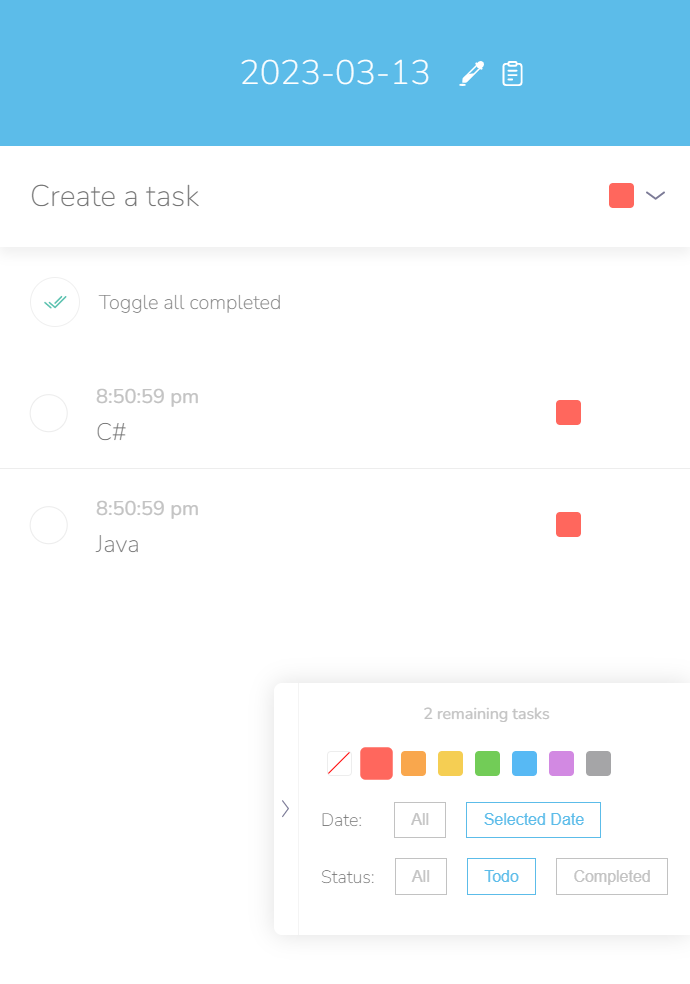 2023-03-13
Create a task
Toggle all completed
8:50:59 pm
C#
8:50:59 pm
Java
2 remaining tasks
Date: All Selected Date
Status: All Todo Completed